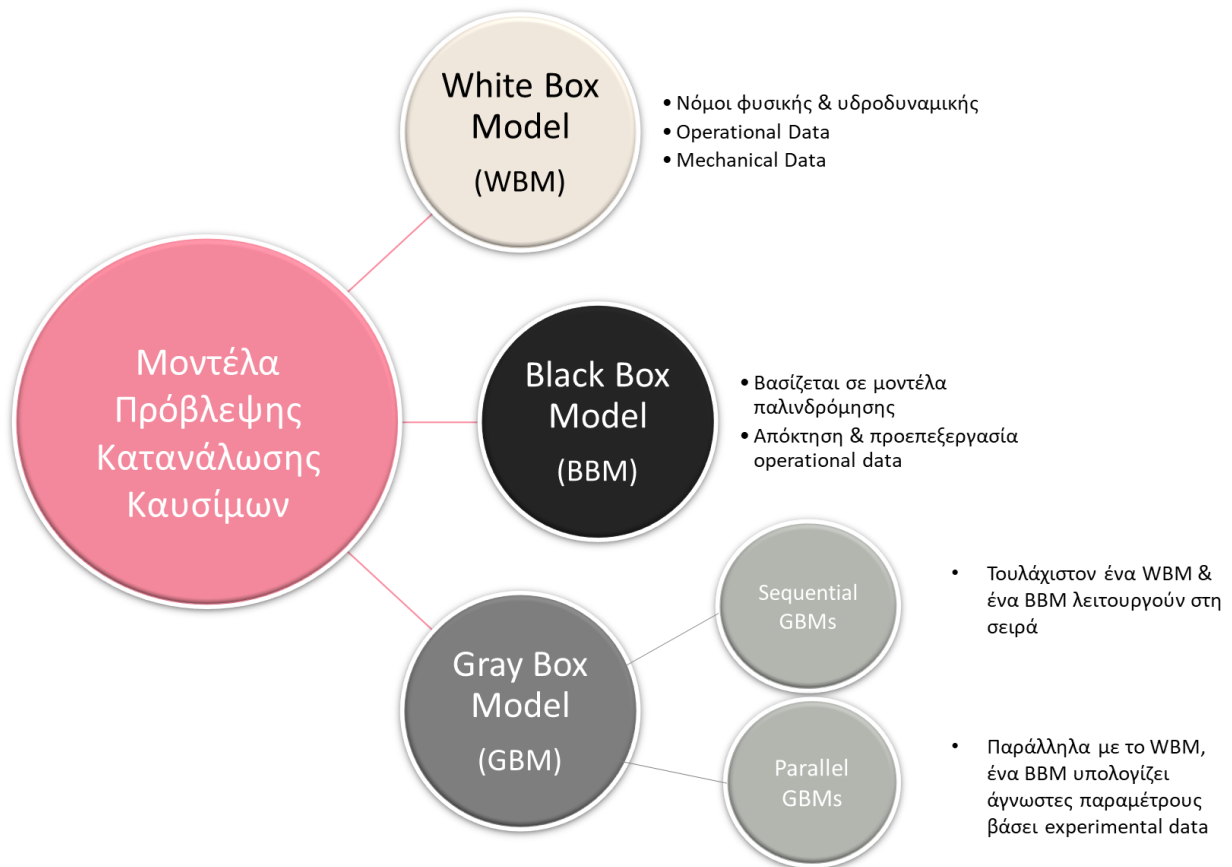 Μοντέλα
Πρόβλεψης
Κατανάλωσης
Καυσίμων
White Box
Model
(WBM)
• Νόμοι φυσικής & υδροδυναμικής
• Operational Data
• Mechanical Data
Black Box
Model
(BBM)
• Βασίζεται σε μοντέλα
παλινδρόμησης
• Απόκτηση & προεπεξεργασία
operational data
Gray Box
Model
(GBM)
Sequential
GBMs
• Τουλάχιστον ένα WBM &
ένα BBM λειτουργούν στη
σειρά
Parallel
GBMs
• Παράλληλα με το WBM,
ένα BBM υπολογίζει
άγνωστες παραμέτρους
βάσει experimental data